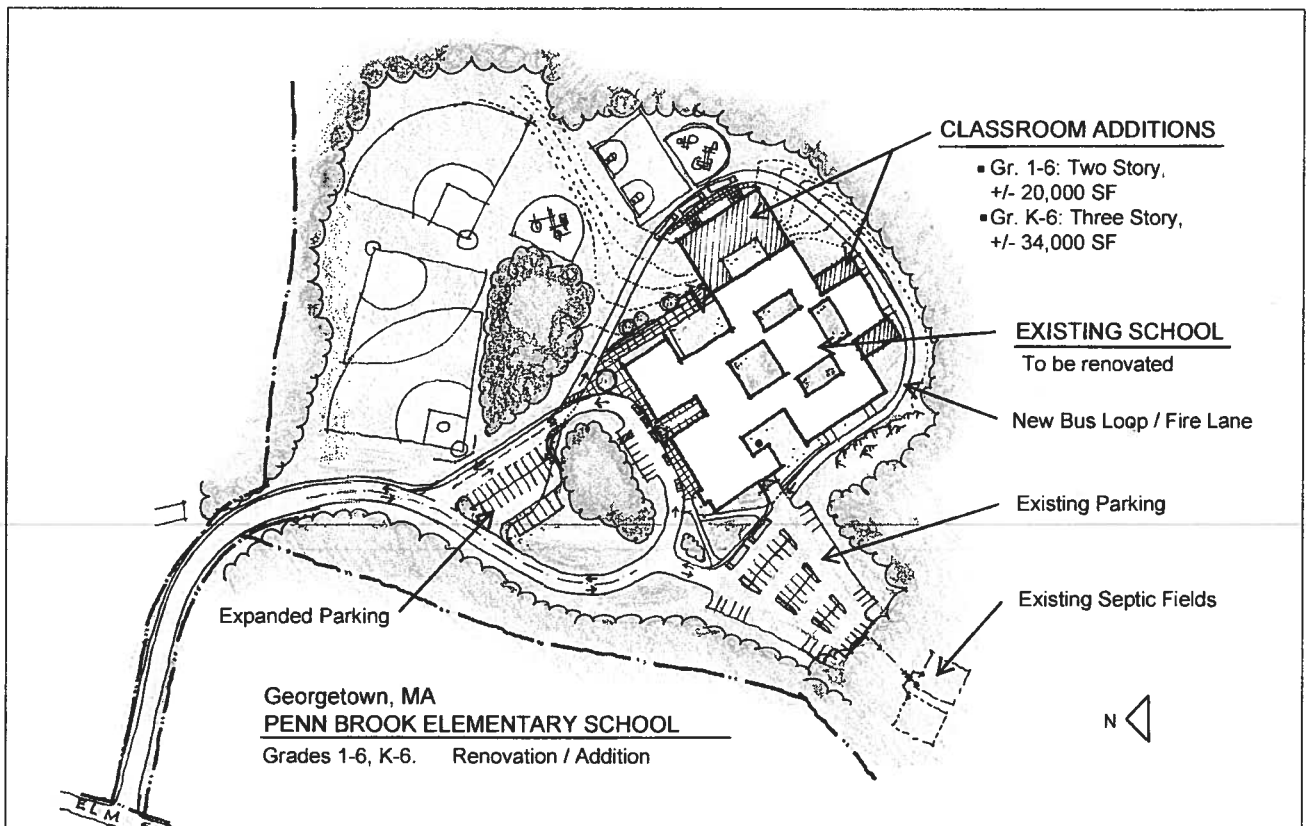 CLASSROOM ADDITIONS
▪ Gr. 1-6: Two Story,
+/- 20,000 SF
▪ Gr. K-6: Three Story,
+/- 34,000 SF
EXISTING SCHOOL
To be renovated
New Bus Loop / Fire Lane
Existing Parking
Existing Septic Fields
Expanded Parking
Georgetown, MA
PENN BROOK ELEMENTARY SCHOOL
Grades 1-6, K-6. Renovation / Addition
N
ELM